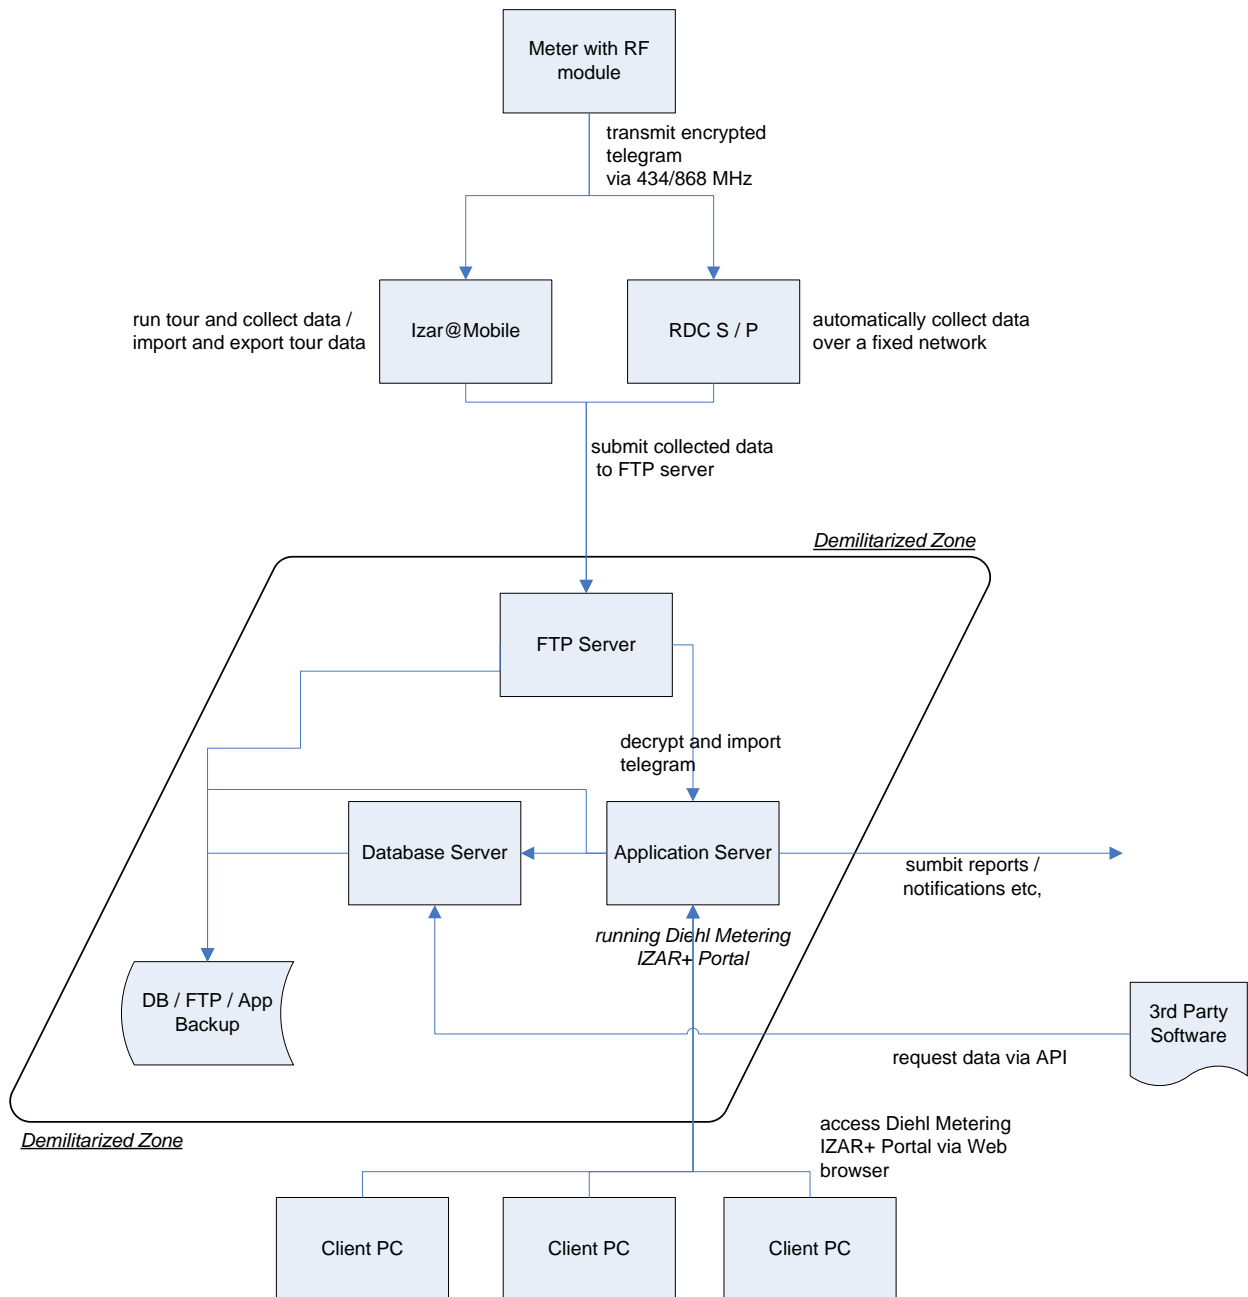 Meter with RF
module
transmit encrypted
telegram
via 434/868 MHz
run tour and collect data /
import and export tour data
Izar@Mobile
RDC S / P
automatically collect data
over a fixed network
submit collected data
to FTP server
Demilitarized Zone
FTP Server
decrypt and import
telegram
Database Server
Application Server
sumbit reports /
notifications etc,
running Diehl Metering
IZAR+ Portal
DB / FTP / App
Backup
3rd Party
Software
request data via API
Demilitarized Zone
access Diehl Metering
IZAR+ Portal via Web
browser
Client PC
Client PC
Client PC